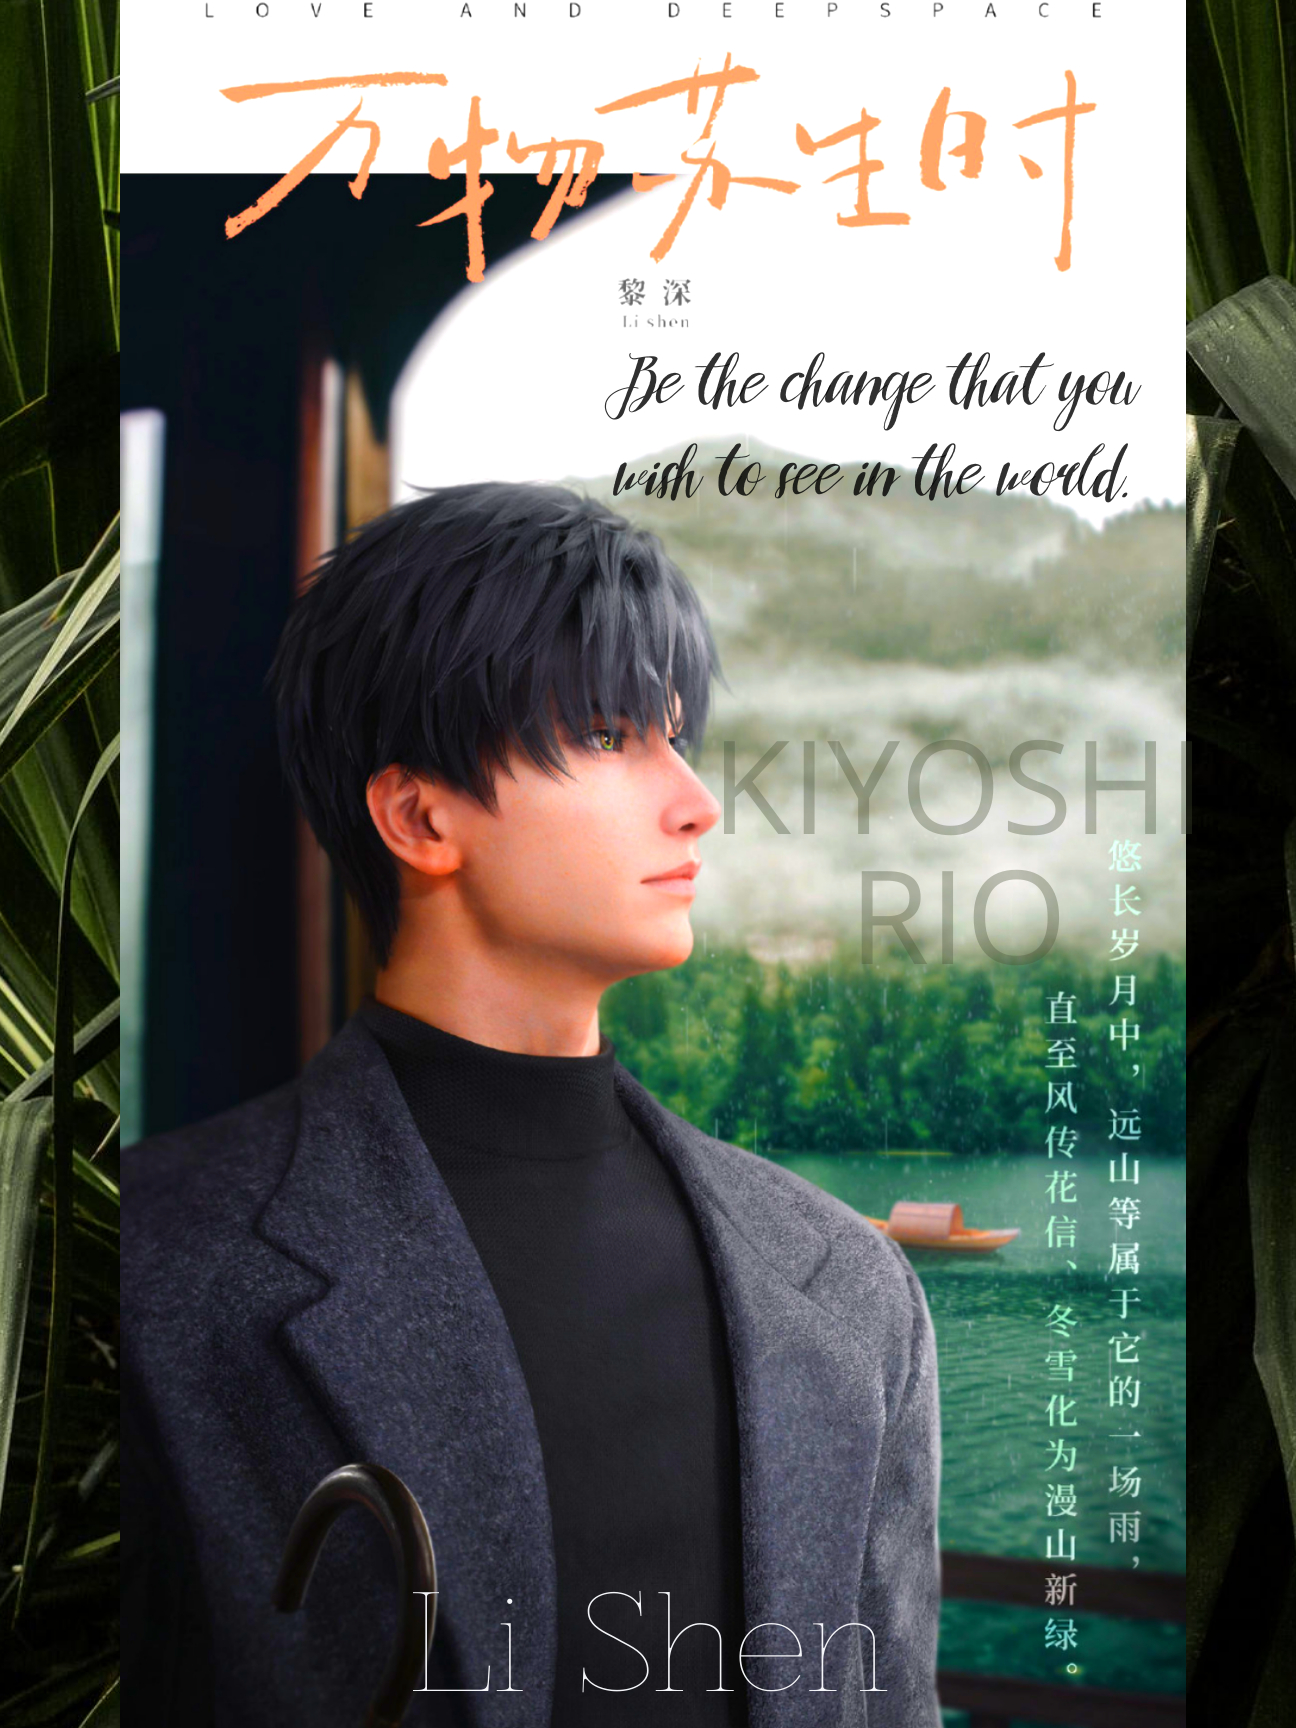 LOVE AND DEEPSPACE
万物苏生时
黎深
Li shen
Be the change that you
wish to see in the world.
KIYOSHI
RIO
悠长岁月中，远山等属于它的一场雨，
直至风传花信、冬雪化为漫山新绿。
Li Shen